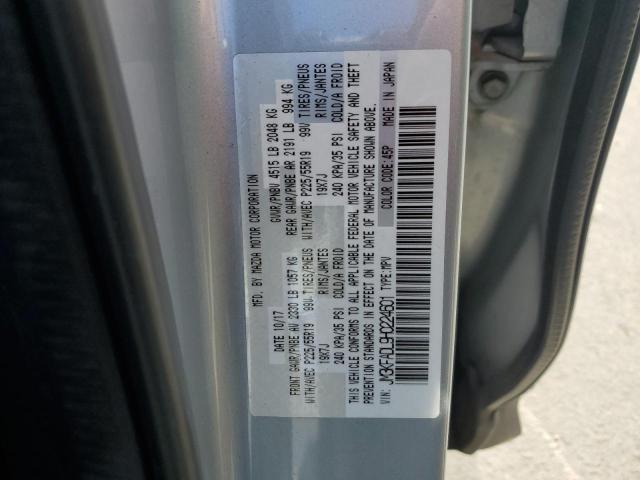 MFD. BY MAZDA MOTOR CORPORATION
DATE 10/17 GVWR/PNBV 4515 LB 2048 KG
FRONT GAWR/PNBE AV 2330 LB 1057 KG REAR GAWR/PNBE AR 2191 LB 994 KG
WITH/AVEC P225/55R19 99V TIRES/PNEUS WITH/AVEC P225/55R19 99V TIRES/PNEUS
19X7J RIMS/JANTES 19X7J RIMS/JANTES
240 KPA/35 PSI COLD/A FROID 240 KPA/35 PSI COLD/A FROID
THIS VEHICLE CONFORMS TO ALL APPLICABLE FEDERAL MOTOR VEHICLE SAFETY AND THEFT
PREVENTION STANDARDS IN EFFECT ON THE DATE OF MANUFACTURE SHOWN ABOVE.
VIN: JM3KFACL9H0224601 TYPE:MPV COLOR CODE:45P MADE IN JAPAN